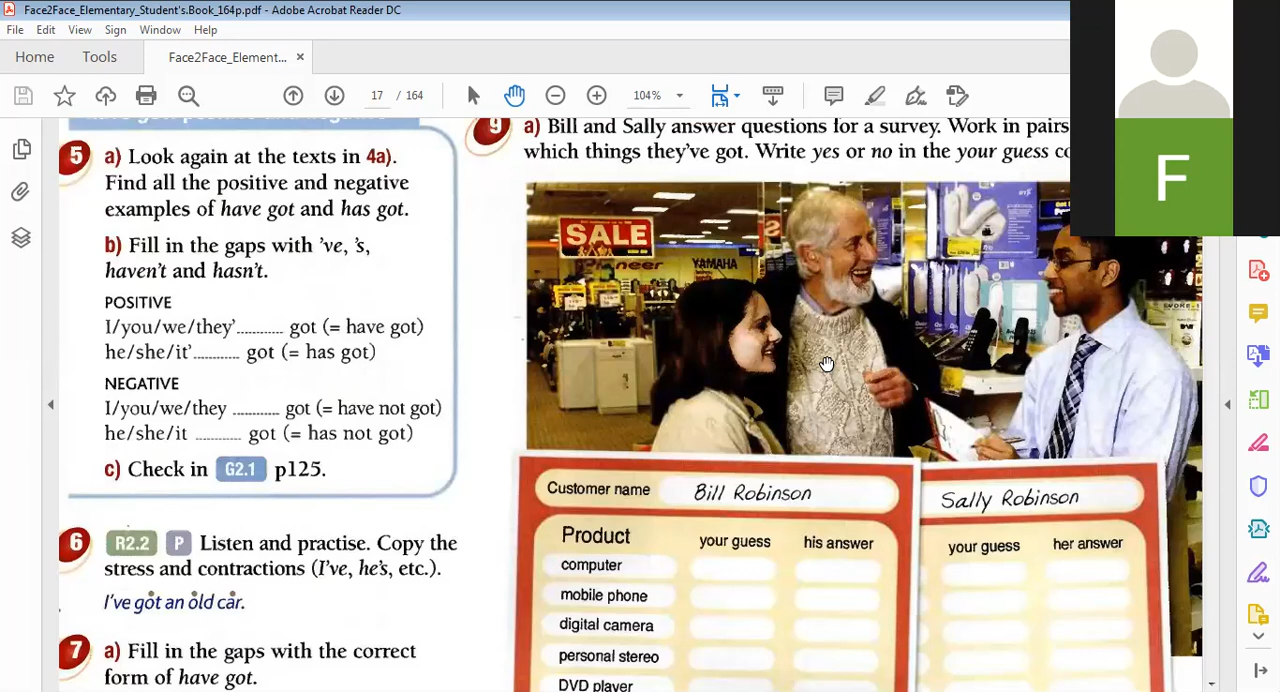 Face2Face_Elementary_Student's.Book_164p.pdf - Adobe Acrobat Reader DC
File Edit View Sign Window Help
Home Tools Face2Face_Element... ×
17 / 164 104%
5 a) Look again at the texts in 4a).
Find all the positive and negative
examples of have got and has got.
b) Fill in the gaps with 've, 's,
haven't and hasn't.
POSITIVE
I/you/we/they'............ got (= have got)
he/she/it'............ got (= has got)
NEGATIVE
I/you/we/they ............ got (= have not got)
he/she/it ............ got (= has not got)
c) Check in G2.1 p125.
6 R2.2 P Listen and practise. Copy the
stress and contractions (I've, he's, etc.).
I've got an old car.
7 a) Fill in the gaps with the correct
form of have got.
9 a) Bill and Sally answer questions for a survey. Work in pairs
which things they've got. Write yes or no in the your guess co
SALE
YAMAHA
Customer name Bill Robinson
Product your guess his answer
computer
mobile phone
digital camera
personal stereo
DVD player
Sally Robinson
your guess her answer
F